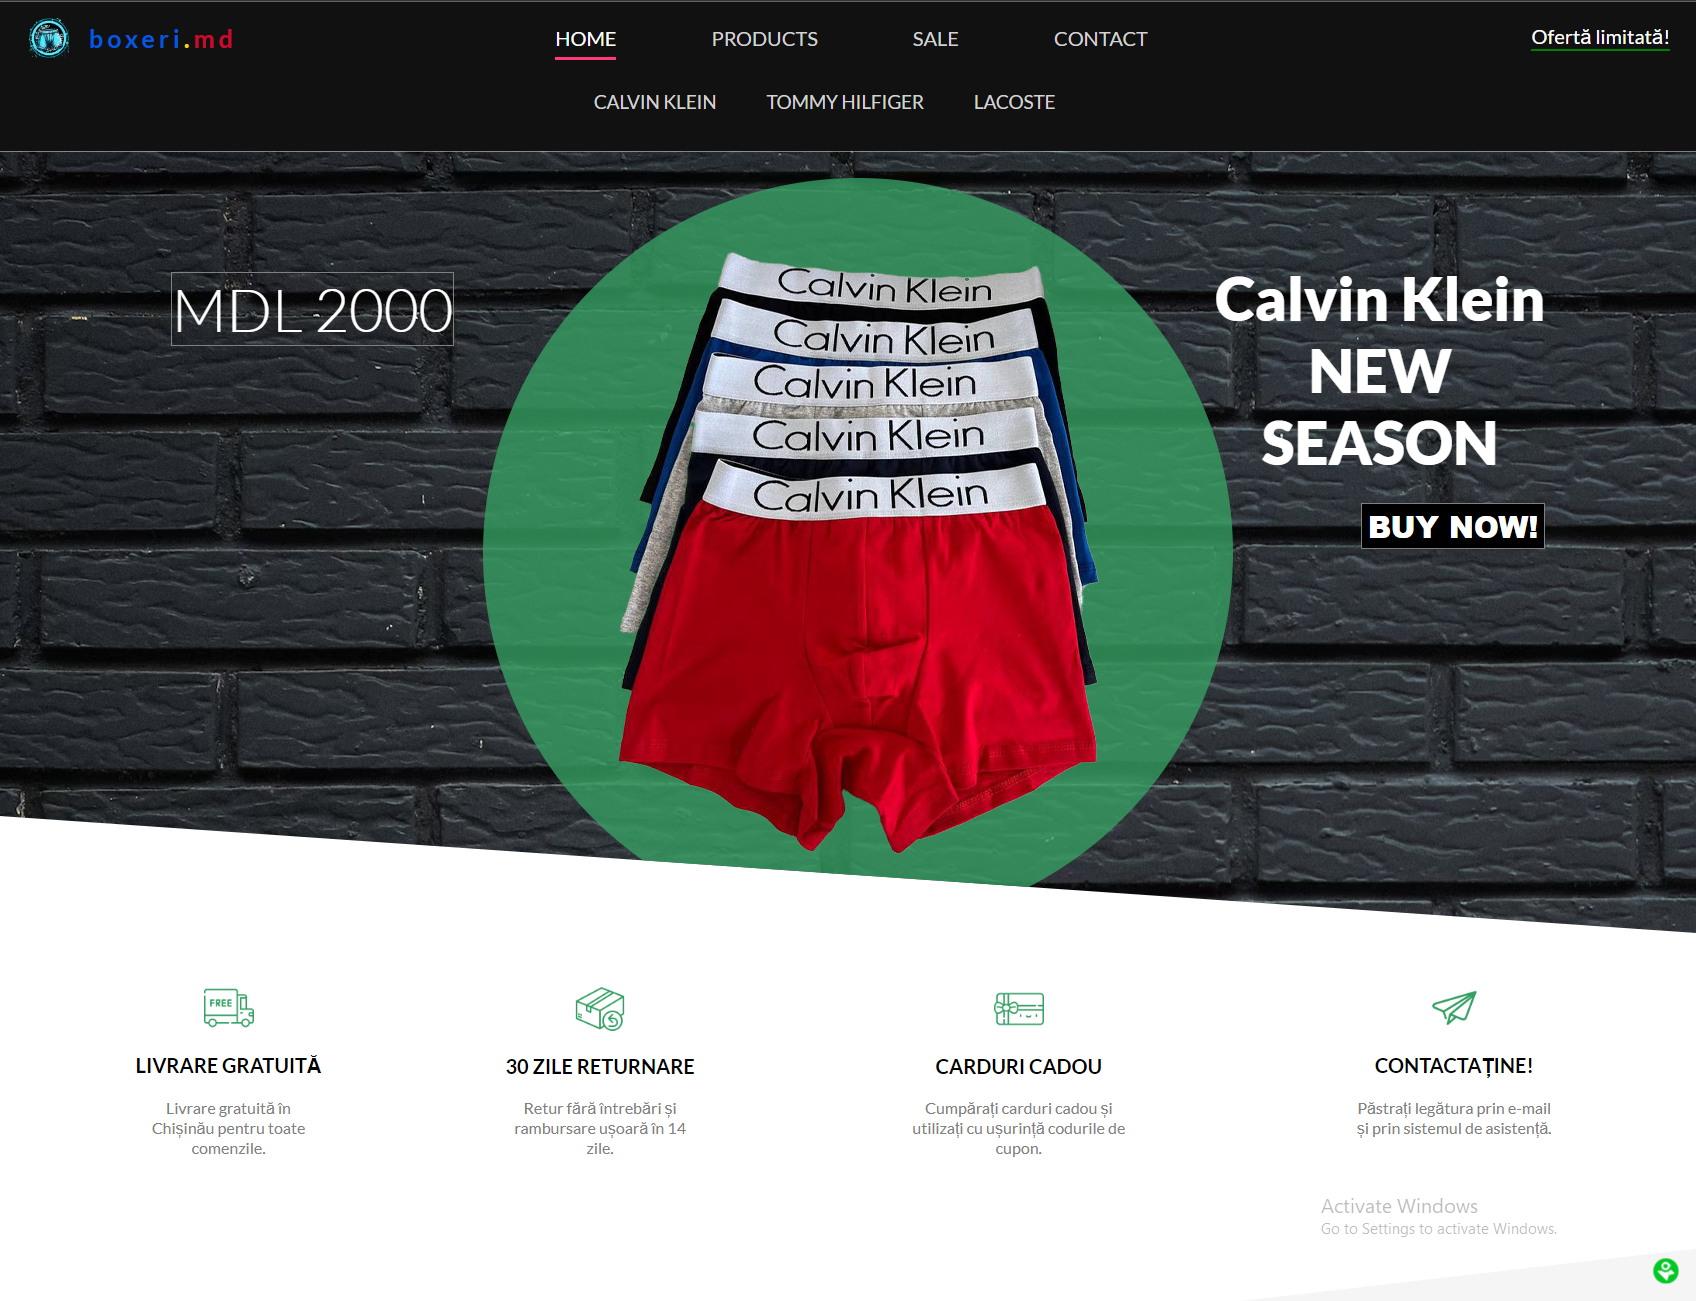 boxeri.md
HOME
PRODUCTS
SALE
CONTACT
Ofertă limitată!
CALVIN KLEIN
TOMMY HILFIGER
LACOSTE
MDL 2000
Calvin Klein
Calvin Klein
Calvin Klein
Calvin Klein
Calvin Klein
Calvin Klein
NEW
SEASON
BUY NOW!
FREE
LIVRARE GRATUITĂ
Livrare gratuită în
Chișinău pentru toate
comenzile.
30 ZILE RETURNARE
Retur fără întrebări și
rambursare ușoară în 14
zile.
CARDURI CADOU
Cumpărați carduri cadou și
utilizați cu ușurință codurile de
cupon.
CONTACTAȚINE!
Păstrați legătura prin e-mail
și prin sistemul de asistență.
Activate Windows
Go to Settings to activate Windows.